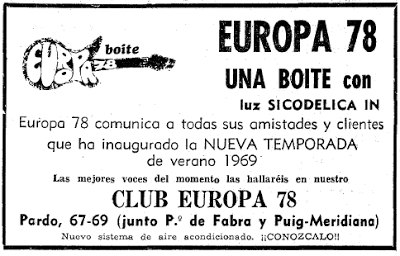 EUROPA 78 boite
EUROPA 78
UNA BOITE con
luz SICODELICA IN
Europa 78 comunica a todas sus amistades y clientes
que ha inaugurado la NUEVA TEMPORADA
de verano 1969
Las mejores voces del momento las hallaréis en nuestro
CLUB EUROPA 78
Pardo, 67-69 (junto P.º de Fabra y Puig-Meridiana)
Nuevo sistema de aire acondicionado. ¡¡CONOZCALO!!